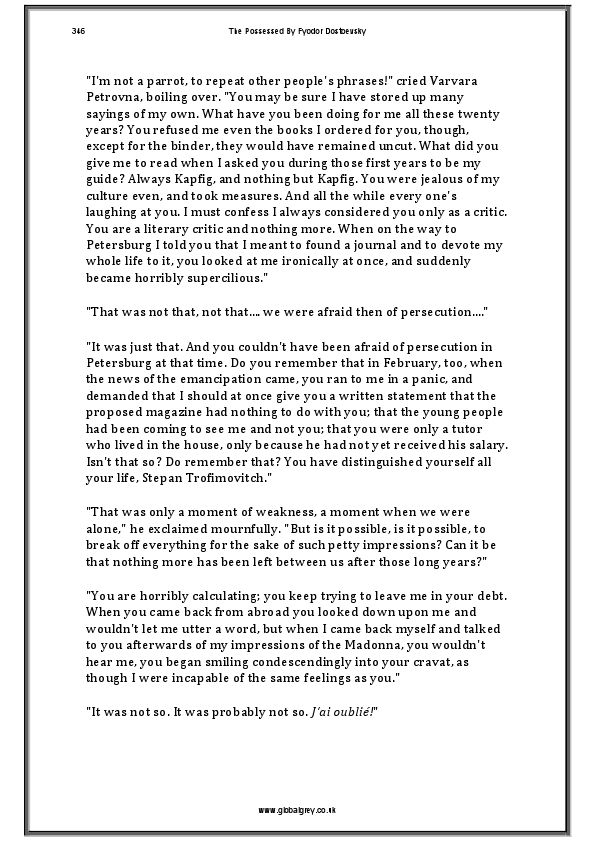 346
The Possessed By Fyodor Dostoevsky
"I'm not a parrot, to repeat other people's phrases!" cried Varvara
Petrovna, boiling over. "You may be sure I have stored up many
sayings of my own. What have you been doing for me all these twenty
years? You refused me even the books I ordered for you, though,
except for the binder, they would have remained uncut. What did you
give me to read when I asked you during those first years to be my
guide? Always Kapfig, and nothing but Kapfig. You were jealous of my
culture even, and took measures. And all the while every one's
laughing at you. I must confess I always considered you only as a critic.
You are a literary critic and nothing more. When on the way to
Petersburg I told you that I meant to found a journal and to devote my
whole life to it, you looked at me ironically at once, and suddenly
became horribly supercilious."
"That was not that, not that.... we were afraid then of persecution...."
"It was just that. And you couldn't have been afraid of persecution in
Petersburg at that time. Do you remember that in February, too, when
the news of the emancipation came, you ran to me in a panic, and
demanded that I should at once give you a written statement that the
proposed magazine had nothing to do with you; that the young people
had been coming to see me and not you; that you were only a tutor
who lived in the house, only because he had not yet received his salary.
Isn't that so? Do remember that? You have distinguished yourself all
your life, Stepan Trofimovitch."
"That was only a moment of weakness, a moment when we were
alone," he exclaimed mournfully. "But is it possible, is it possible, to
break off everything for the sake of such petty impressions? Can it be
that nothing more has been left between us after those long years?"
"You are horribly calculating; you keep trying to leave me in your debt.
When you came back from abroad you looked down upon me and
wouldn't let me utter a word, but when I came back myself and talked
to you afterwards of my impressions of the Madonna, you wouldn't
hear me, you began smiling condescendingly into your cravat, as
though I were incapable of the same feelings as you."
"It was not so. It was probably not so. J'ai oublié!"
www.globalgrey.co.uk